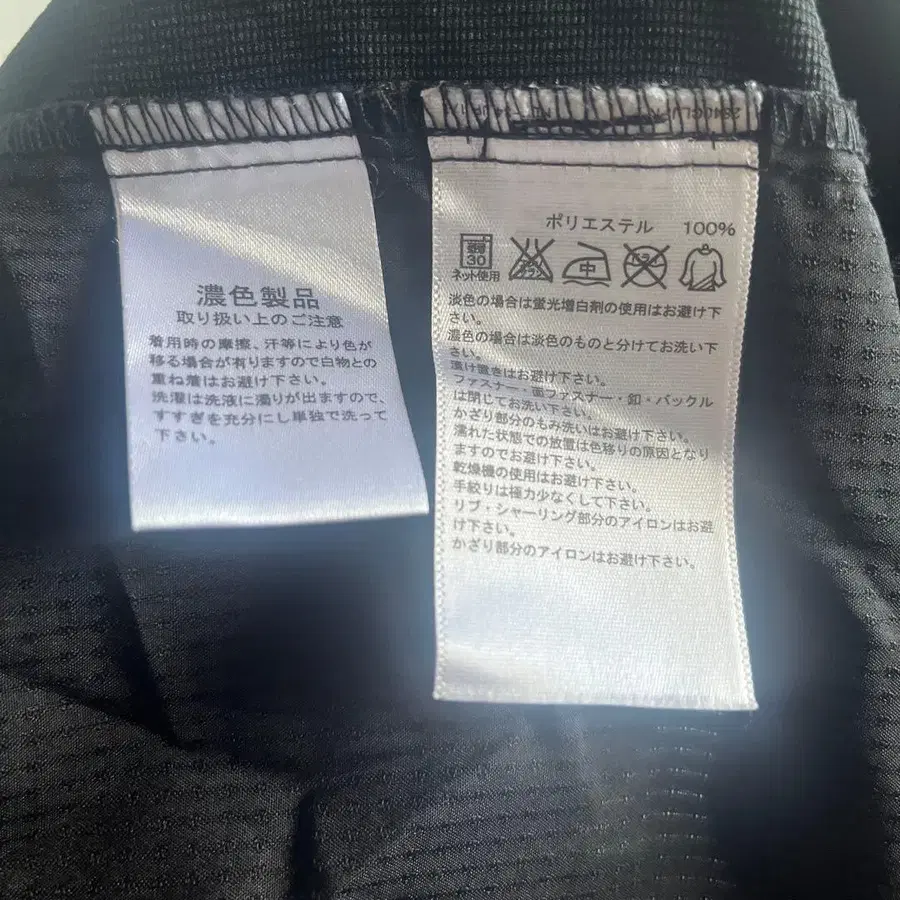 濃色製品
取り扱い上のご注意
着用時の摩擦、汗等により色が
移る場合が有りますので白物との
重ね着はお避け下さい。
洗濯は洗液に濁りが出ますので、
すすぎを充分にし単独で洗って
下さい。
ポリエステル 100%
30
ネット使用
中
淡色の場合は蛍光増白剤の使用はお避け下
さい。
濃色の場合は淡色のものと分けてお洗い下
さい。
漬け置きはお避け下さい。
ファスナー・面ファスナー・釦・バックル
は閉じてお洗い下さい。
かざり部分のもみ洗いはお避け下さい。
濡れた状態での放置は色移りの原因となり
ますのでお避け下さい。
乾燥機の使用はお避け下さい。
手絞りは極力少なくして下さい。
リブ・シャーリング部分のアイロンはお避
け下さい。
かざり部分のアイロンはお避け下さい。